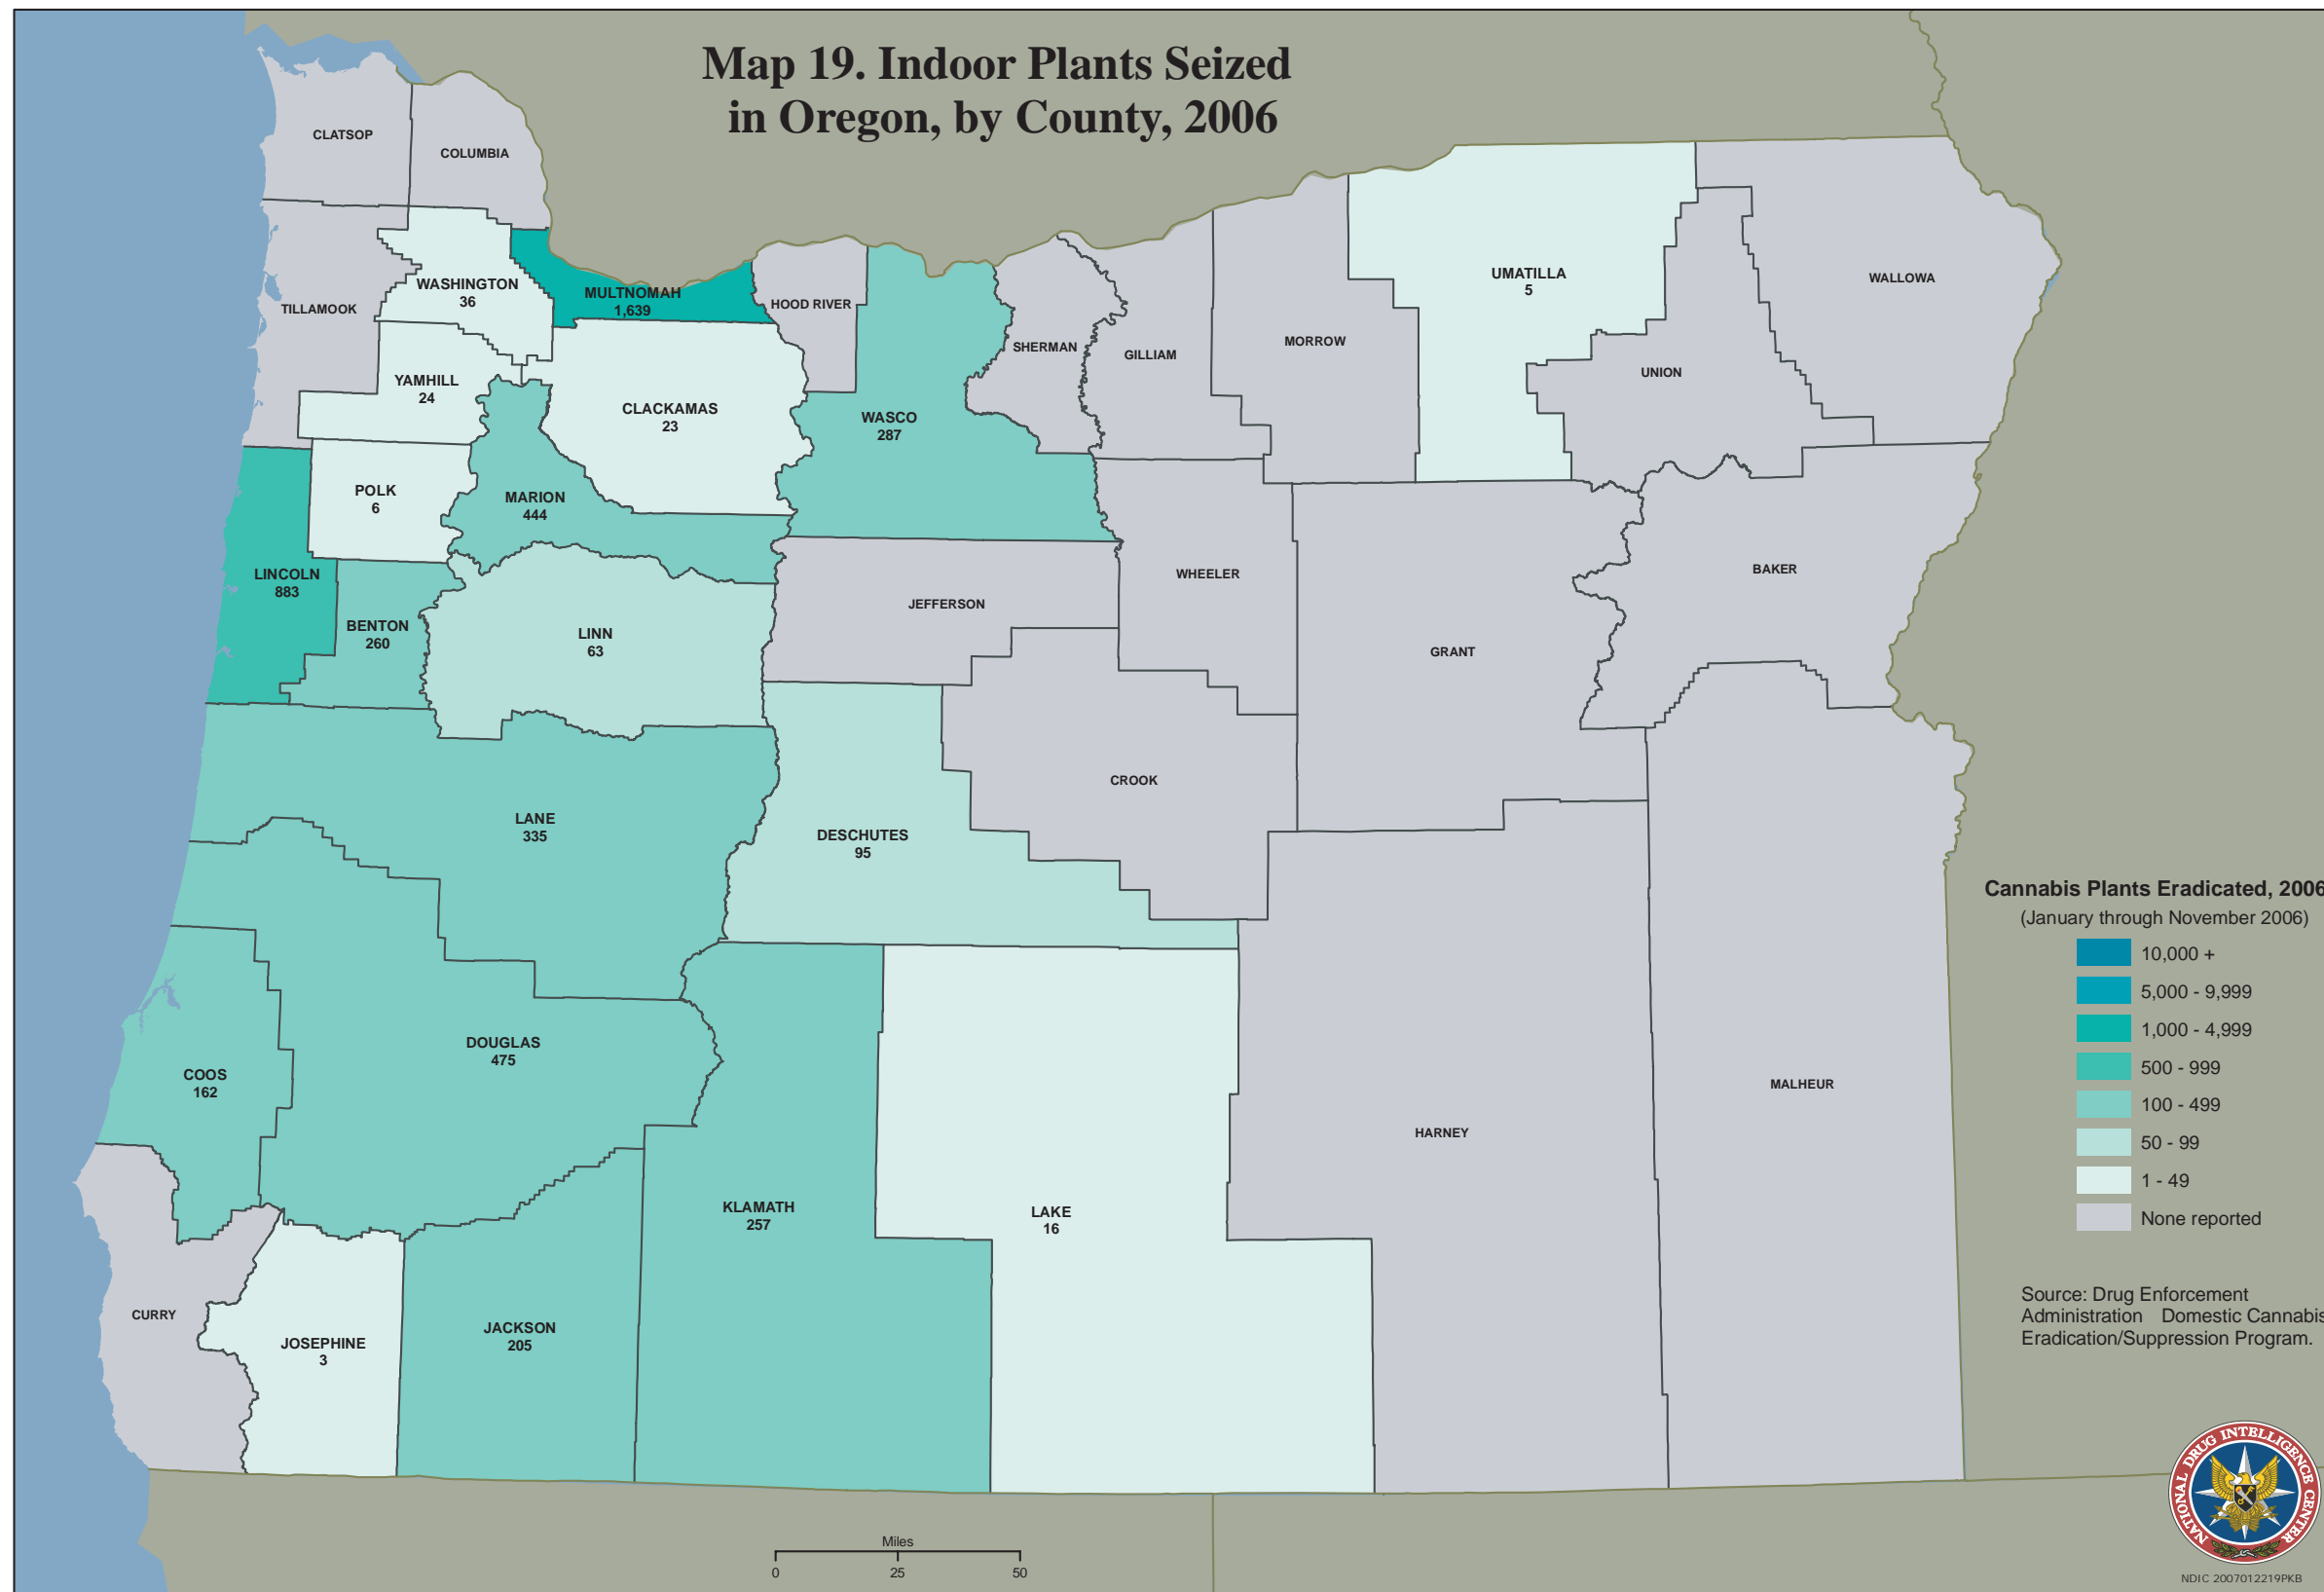 Map 19. Indoor Plants Seized
in Oregon, by County, 2006
CLATSOP
COLUMBIA
TILLAMOOK
WASHINGTON
36
MULTNOMAH
1,639
HOOD RIVER
WASCO
287
SHERMAN
GILLIAM
MORROW
UMATILLA
5
UNION
WALLOWA
YAMHILL
24
CLACKAMAS
23
POLK
6
MARION
444
LINCOLN
883
BENTON
260
LINN
63
JEFFERSON
WHEELER
GRANT
BAKER
LANE
335
DESCHUTES
95
CROOK
COOS
162
DOUGLAS
475
KLAMATH
257
LAKE
16
HARNEY
MALHEUR
CURRY
JOSEPHINE
3
JACKSON
205
Cannabis Plants Eradicated, 2006
(January through November 2006)
10,000 +
5,000 - 9,999
1,000 - 4,999
500 - 999
100 - 499
50 - 99
1 - 49
None reported
Source: Drug Enforcement
Administration Domestic Cannabis
Eradication/Suppression Program.
NATIONAL DRUG INTELLIGENCE CENTER
Miles
0 25 50
NDIC 2007012219PKB